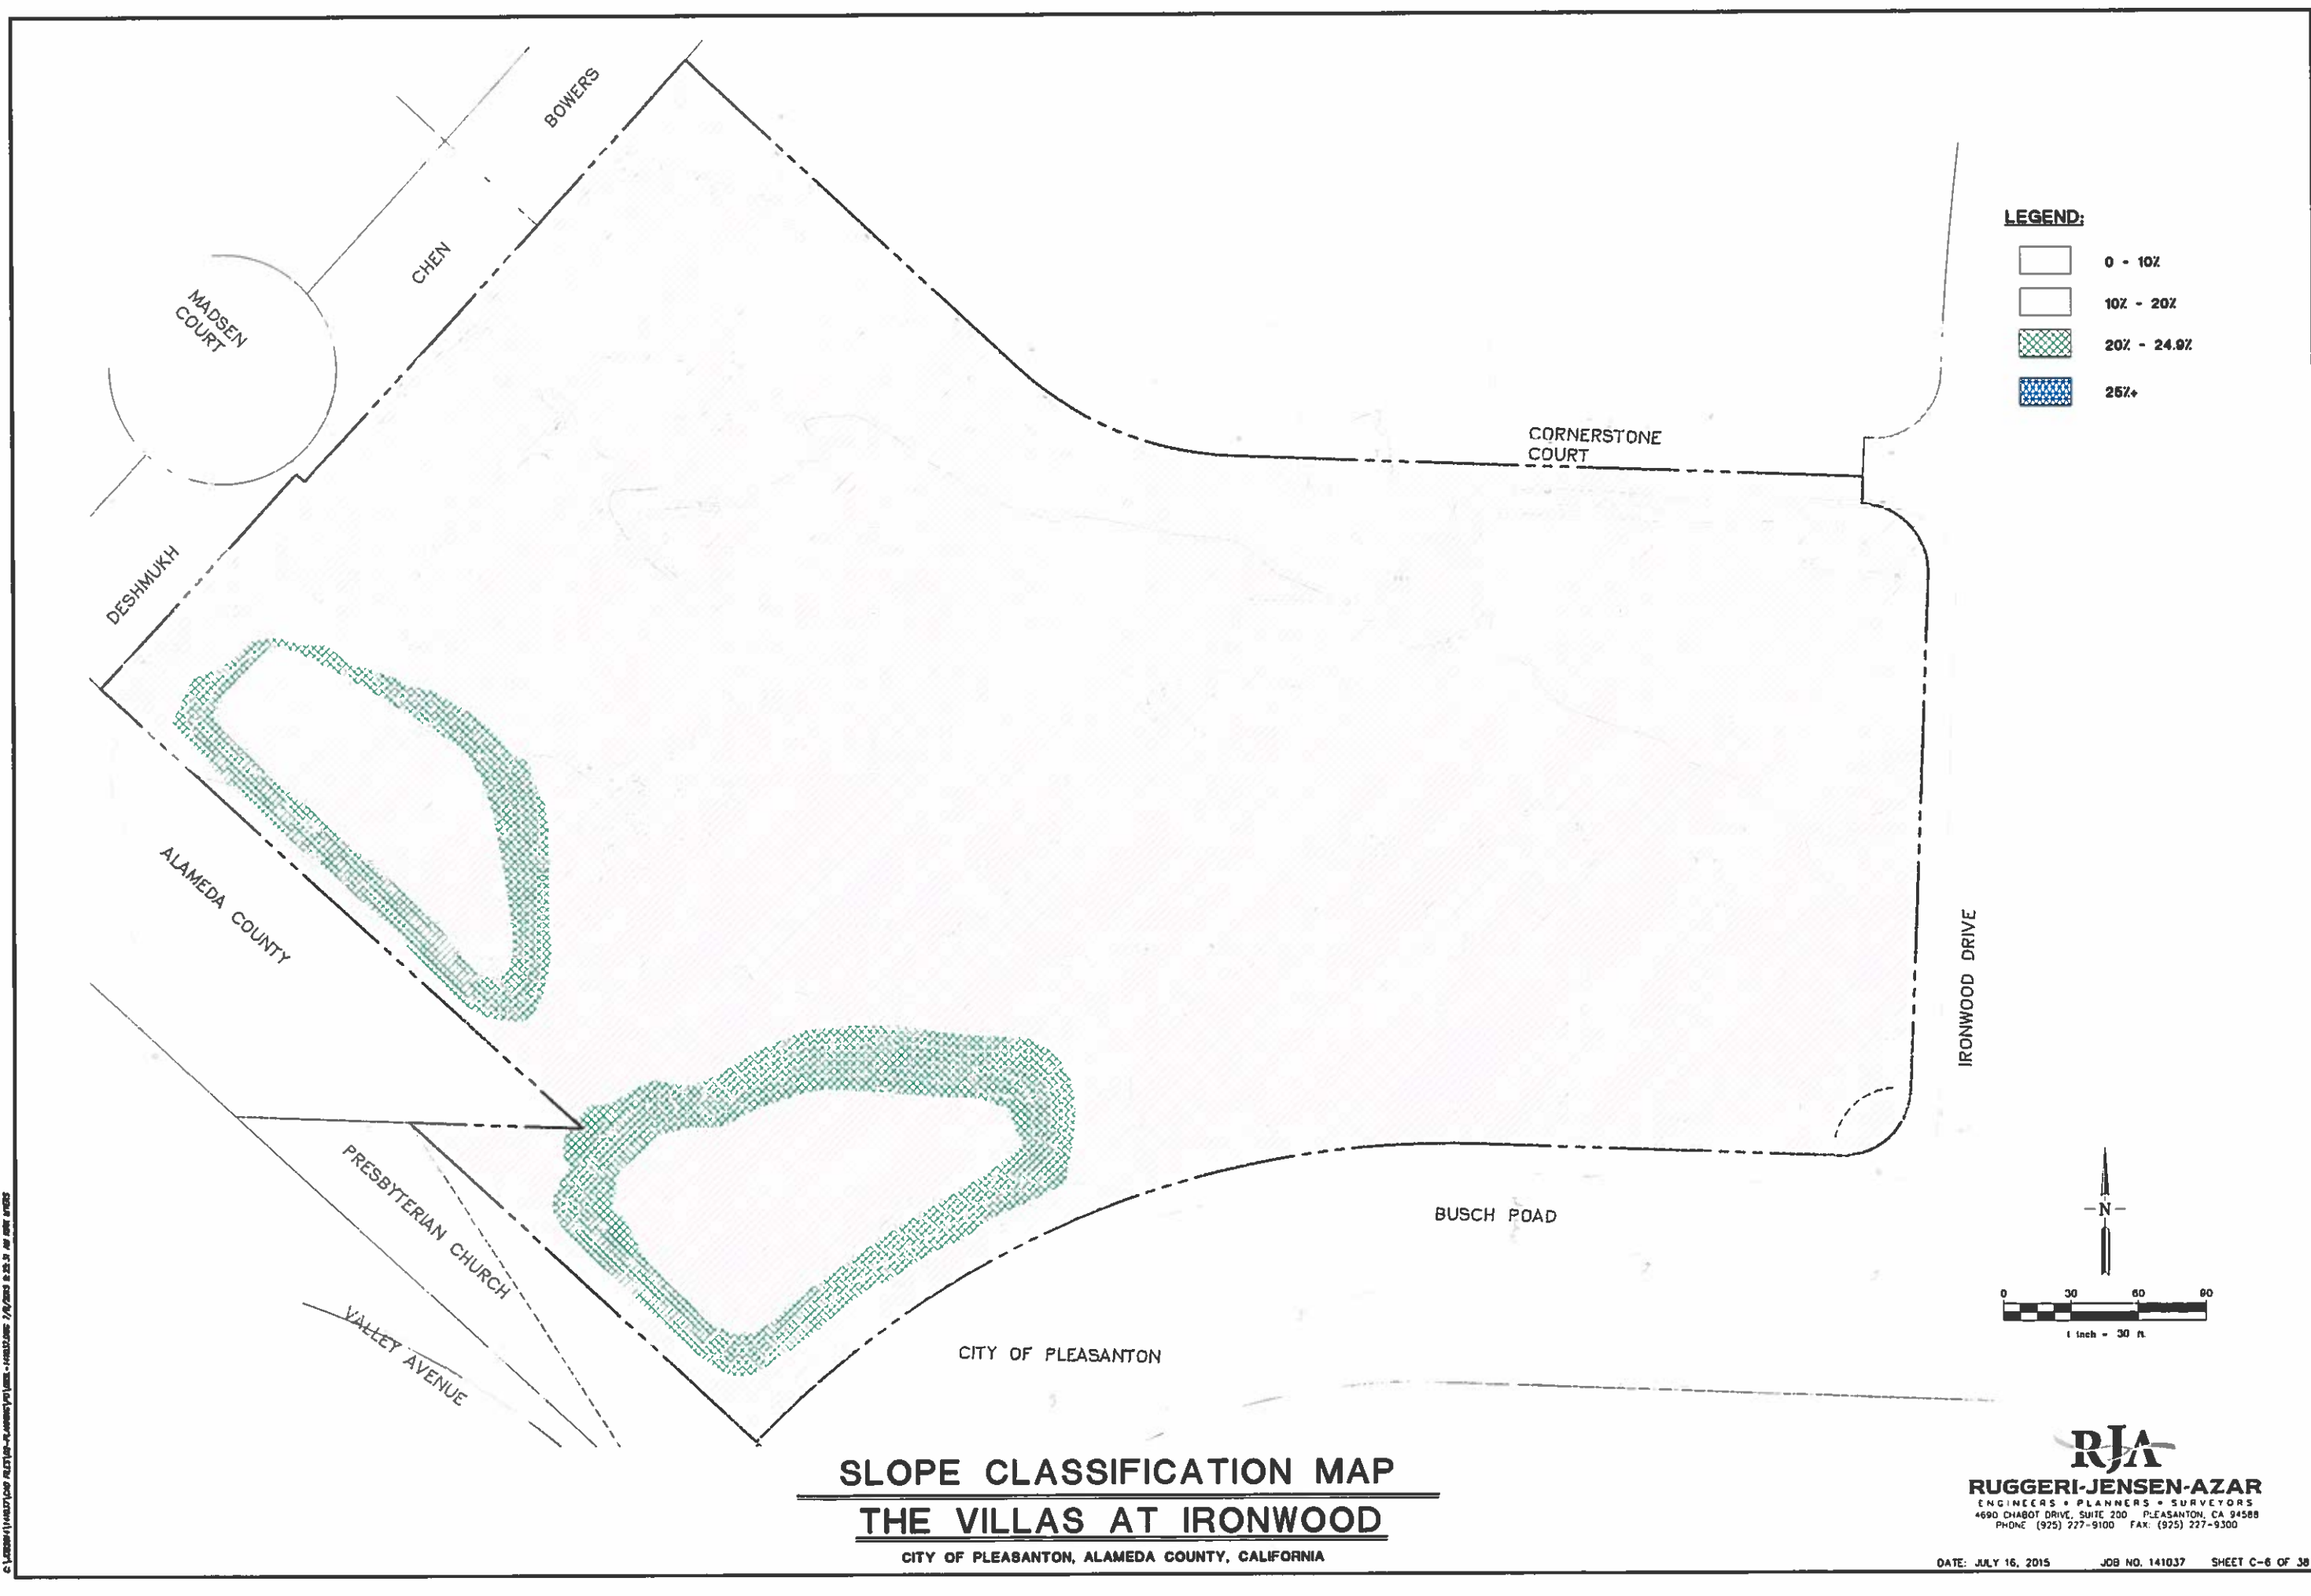 BOWERS
CHEN
MADSEN
COURT
DESHMUKH
LEGEND:
0 - 10%
10% - 20%
20% - 24.9%
25%+
CORNERSTONE
COURT
ALAMEDA COUNTY
IRONWOOD DRIVE
PRESBYTERIAN CHURCH
VALLEY AVENUE
BUSCH ROAD
CITY OF PLEASANTON
-N-
0 30 60 90
1 inch = 30 ft.
SLOPE CLASSIFICATION MAP
THE VILLAS AT IRONWOOD
CITY OF PLEASANTON, ALAMEDA COUNTY, CALIFORNIA
RJA
RUGGERI-JENSEN-AZAR
ENGINEERS • PLANNERS • SURVEYORS
4690 CHABOT DRIVE, SUITE 200 PLEASANTON, CA 94588
PHONE (925) 227-9100 FAX: (925) 227-9300
DATE: JULY 16, 2015 JOB NO. 141037 SHEET C-6 OF 38